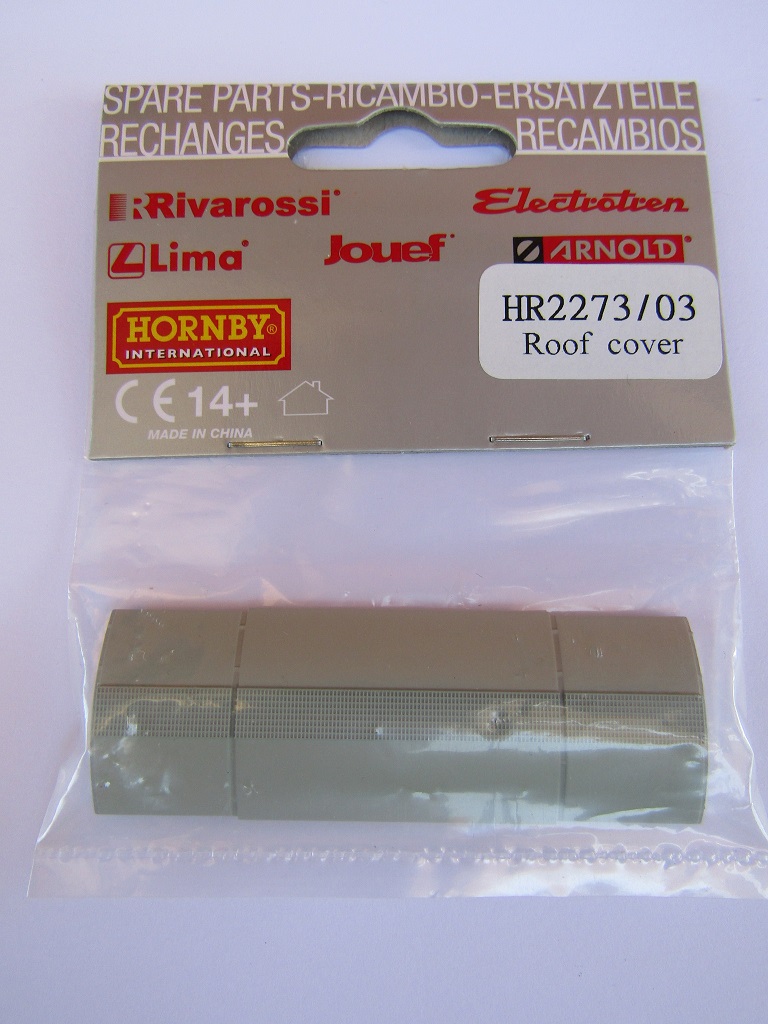 SPARE PARTS-RICAMBIO-ERSATZTEILE
RECHANGES RECAMBIOS
Rivarossi Electrotren
Lima Jouef ARNOLD
HORNBY®
INTERNATIONAL
HR2273/03
Roof cover
CE 14+
MADE IN CHINA